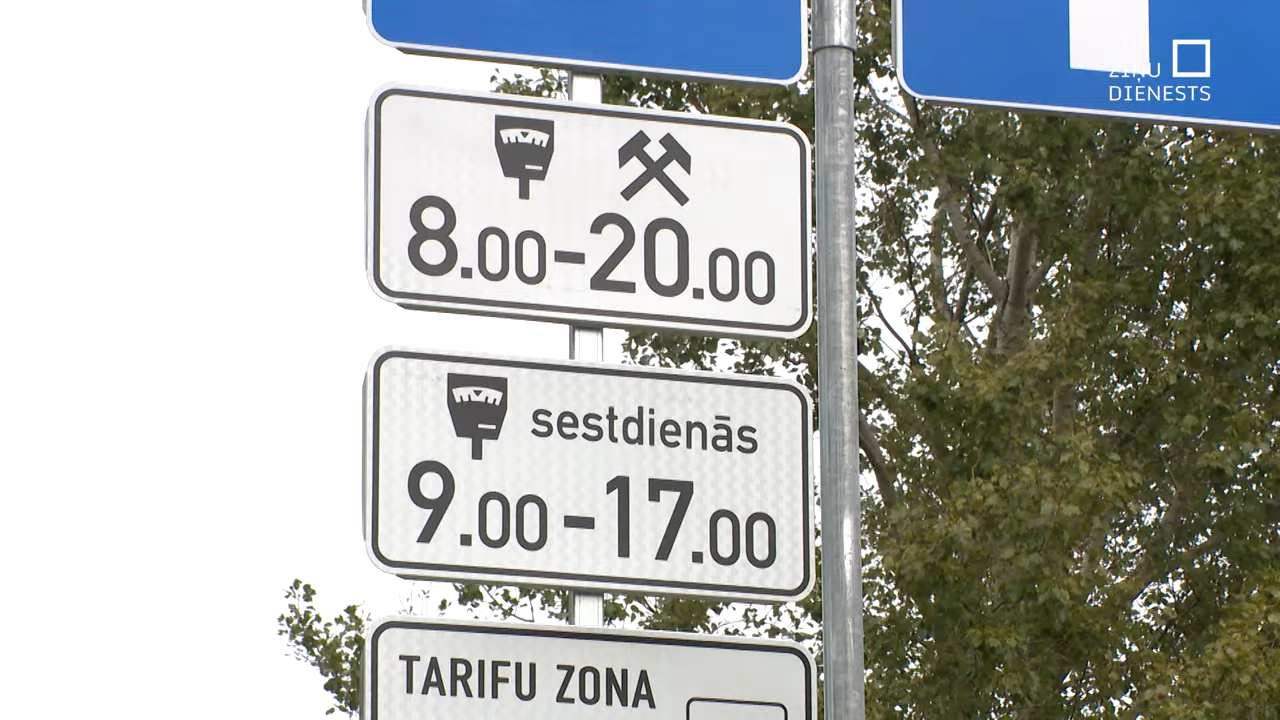 8.00-20.00
sestdienās
9.00-17.00
TARIFU ZONA
ZIŅU
DIENESTS